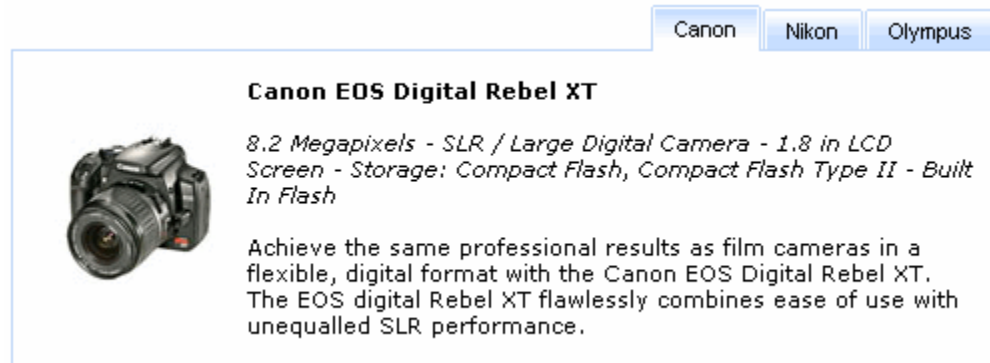 Canon Nikon Olympus
Canon EOS Digital Rebel XT
8.2 Megapixels - SLR / Large Digital Camera - 1.8 in LCD
Screen - Storage: Compact Flash, Compact Flash Type II - Built
In Flash
Achieve the same professional results as film cameras in a
flexible, digital format with the Canon EOS Digital Rebel XT.
The EOS digital Rebel XT flawlessly combines ease of use with
unequalled SLR performance.